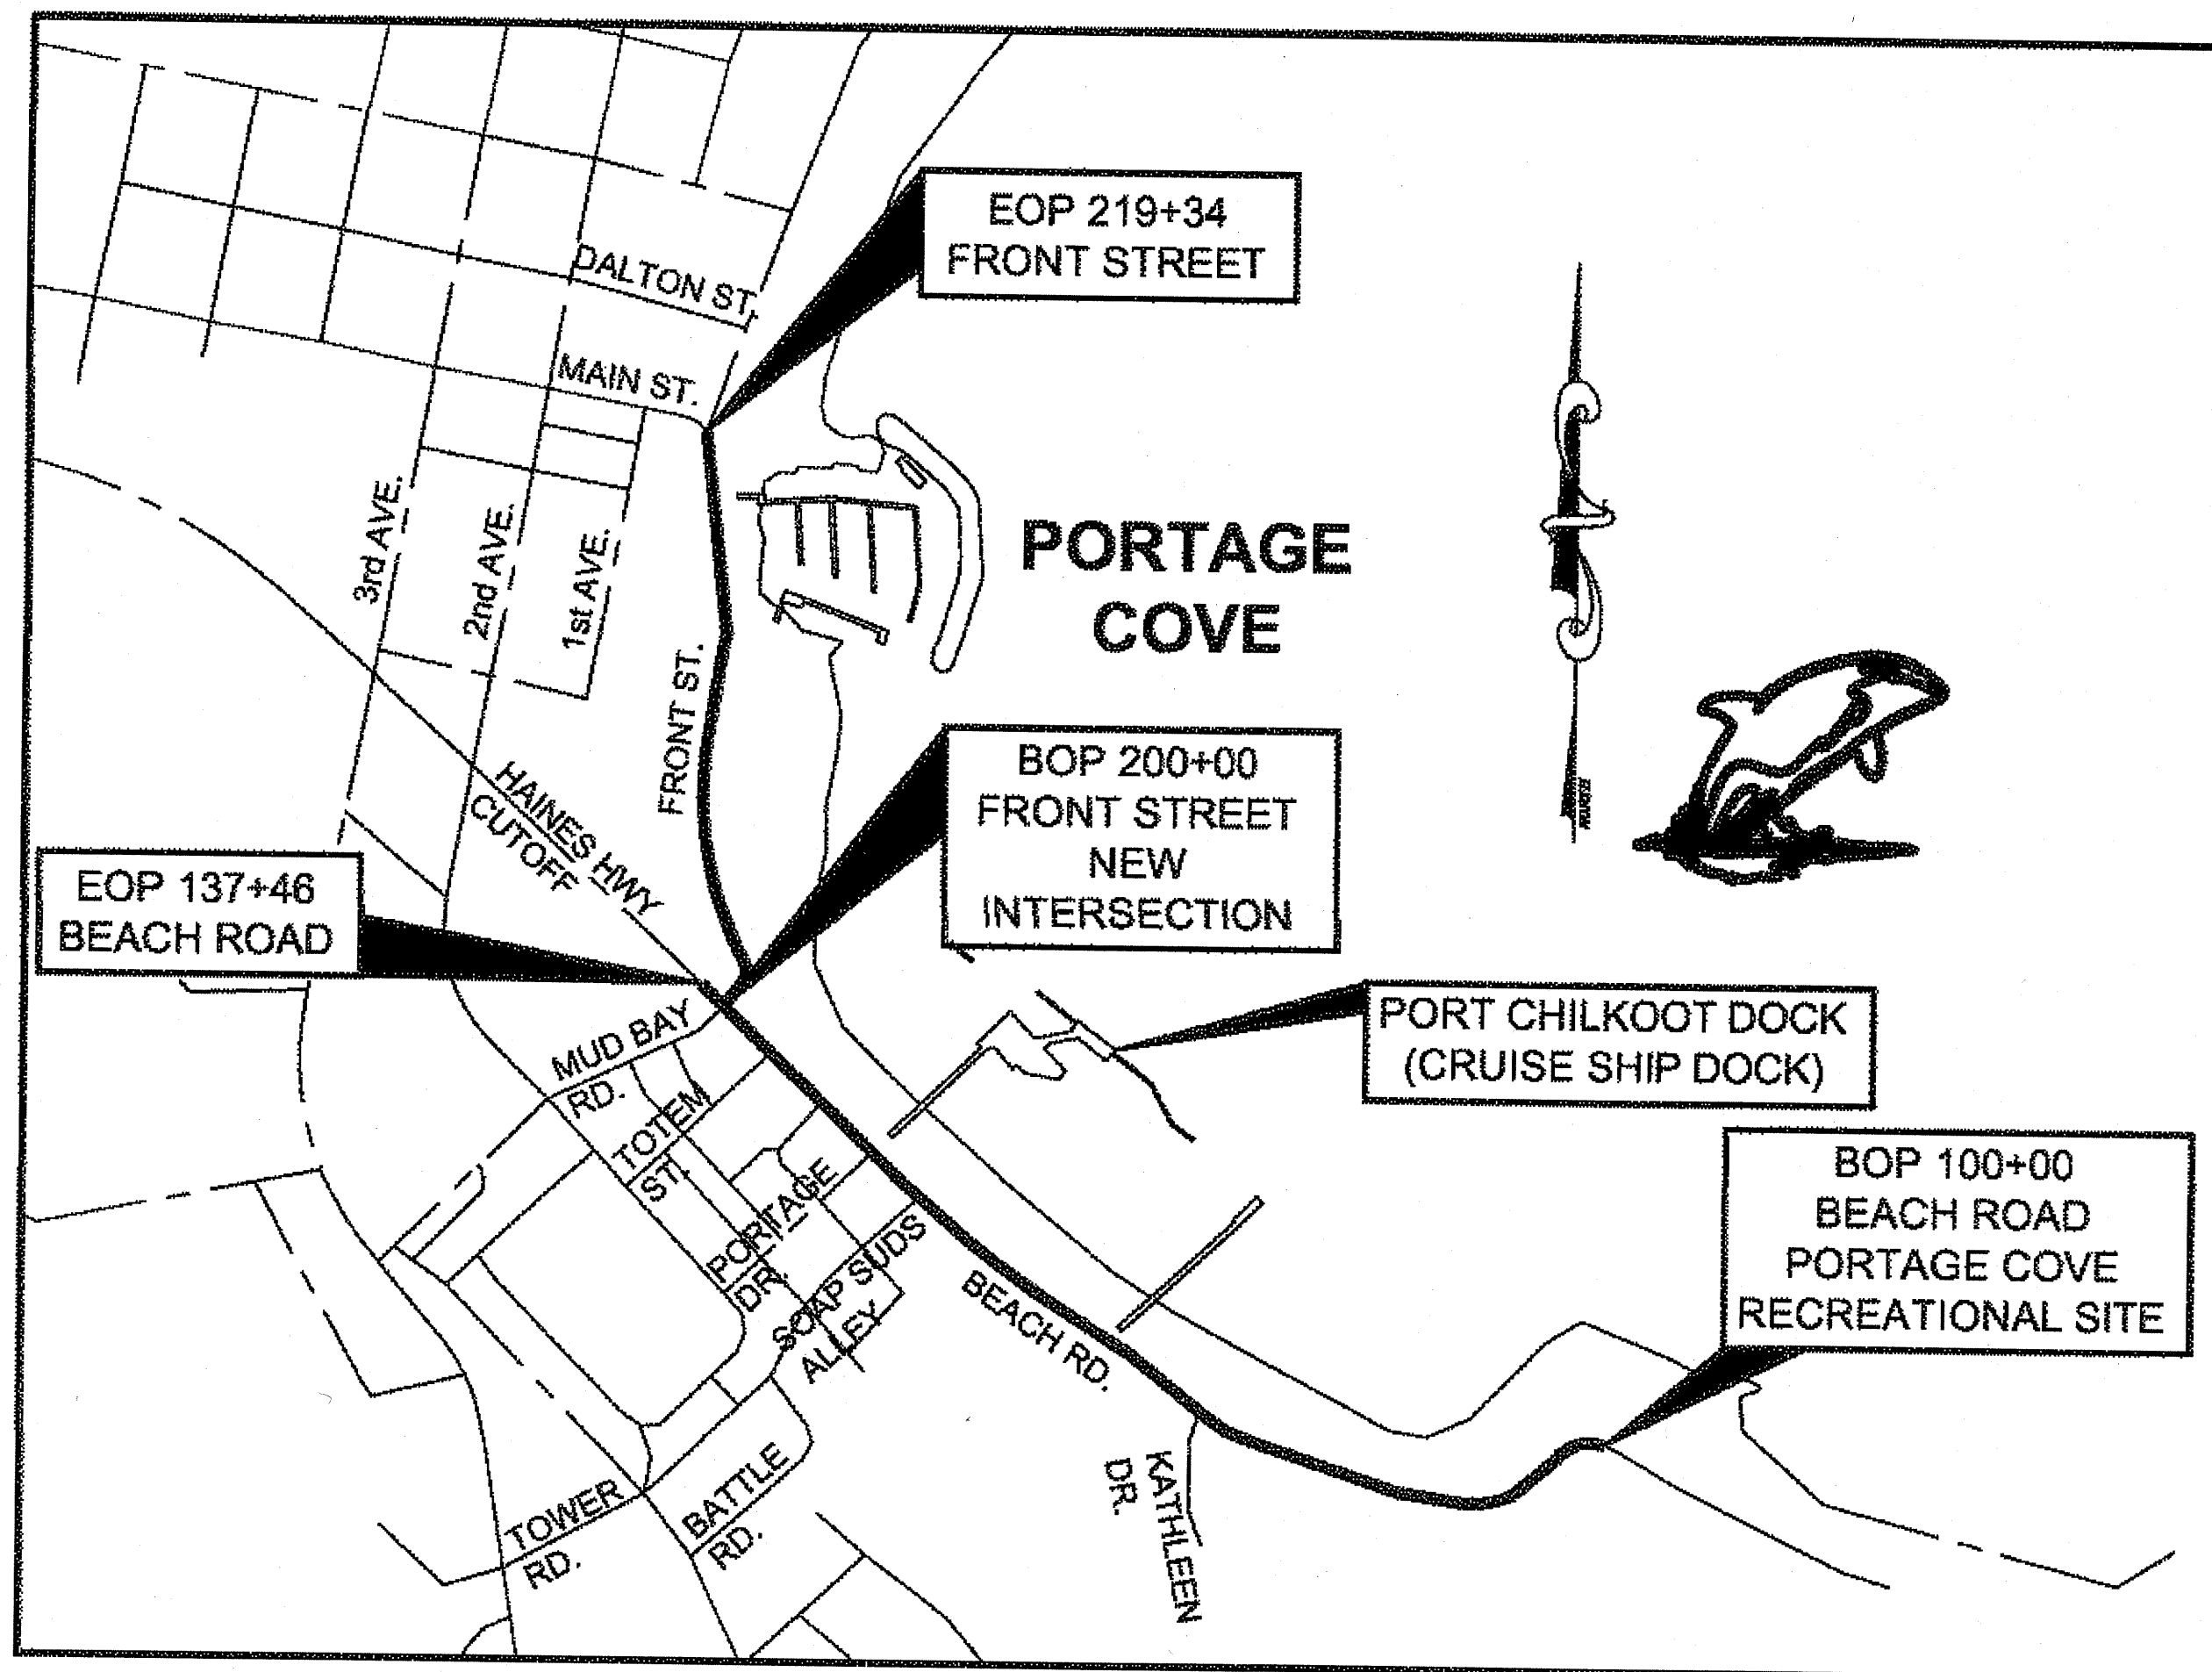 EOP 219+34
FRONT STREET
DALTON ST.
MAIN ST.
3rd AVE.
2nd AVE.
1st AVE.
PORTAGE
COVE
FRONT ST.
HAINES HWY
CUTOFF
BOP 200+00
FRONT STREET
NEW
INTERSECTION
EOP 137+46
BEACH ROAD
PORT CHILKOOT DOCK
(CRUISE SHIP DOCK)
MUD BAY
RD.
TOTEM
ST.
PORTAGE
DR.
SOAP SUDS
ALLEY
BEACH RD.
BOP 100+00
BEACH ROAD
PORTAGE COVE
RECREATIONAL SITE
KATHLEEN
DR.
TOWER
RD.
BATTLE
RD.